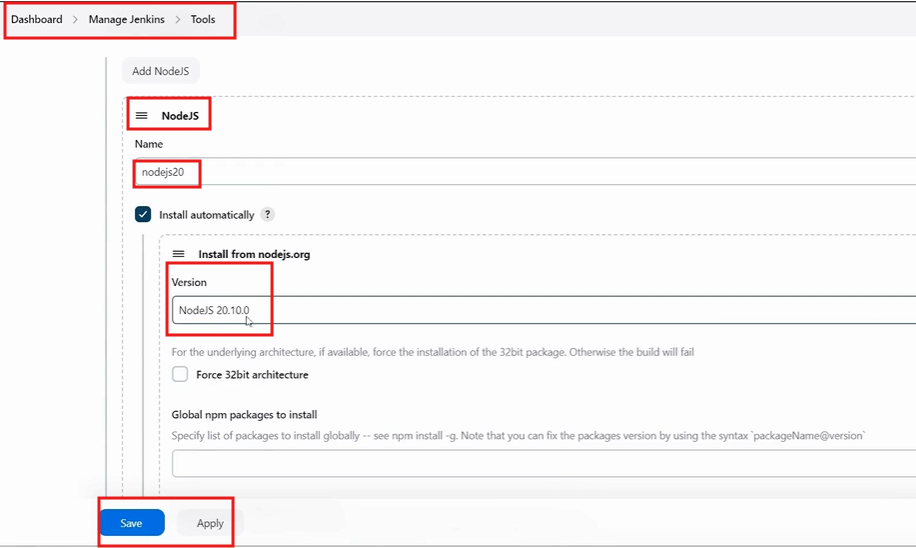 Dashboard > Manage Jenkins > Tools
Add NodeJS
NodeJS
Name
nodejs20
Install automatically ?
Install from nodejs.org
Version
NodeJS 20.10.0
For the underlying architecture, if available, force the installation of the 32bit package. Otherwise the build will fail
Force 32bit architecture
Global npm packages to install
Specify list of packages to install globally -- see npm install -g. Note that you can fix the packages version by using the syntax `packageName@version`
Save Apply